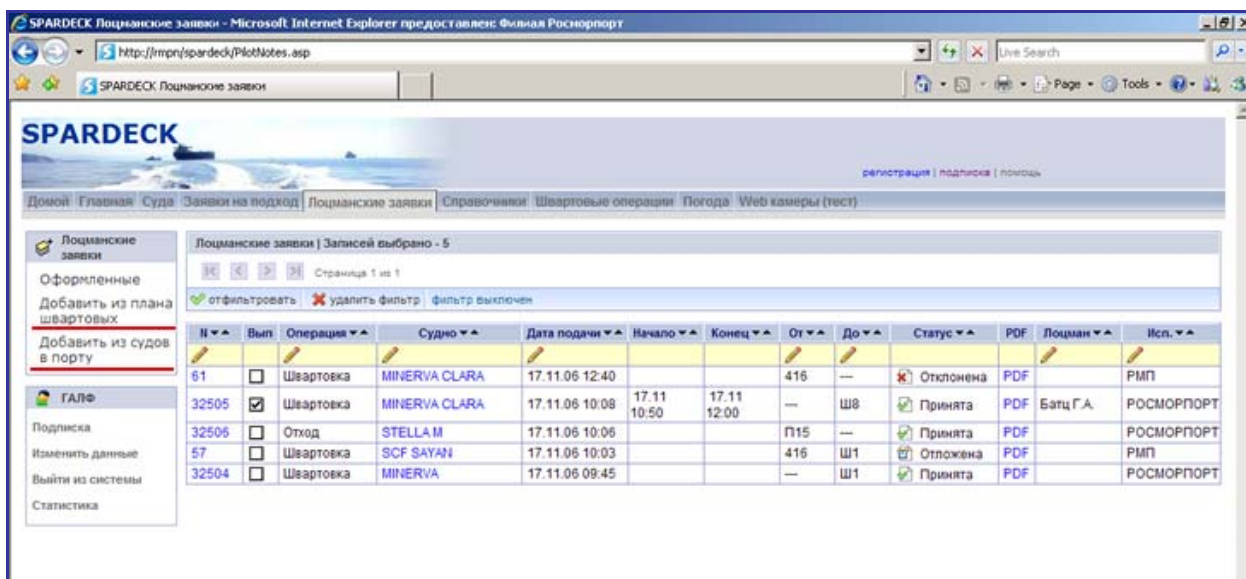 SPARDECK Лоцманские заявки - Microsoft Internet Explorer предоставлен: Филиал Росморпорт
http://rmpn/spardeck/PilotNotes.asp
Live Search
SPARDECK Лоцманские заявки
Page
Tools
SPARDECK
регистрация | подписка | помощь
Домой Главная Суда Заявки на подход Лоцманские заявки Справочники Швартовые операции Погода Web камеры (тест)
Лоцманские заявки
Оформленные
Добавить из плана швартовых
Добавить из судов в порту
ГАЛФ
Подписка
Изменить данные
Выйти из системы
Статистика
Лоцманские заявки | Записей выбрано - 5
Страница 1 из 1
отфильтровать удалить фильтр фильтр выключен
N Вып Операция Судно Дата подачи Начало Конец От До Статус PDF Лоцман Исп.
61 Швартовка MINERVA CLARA 17.11.06 12:40 416 --- Отклонена PDF РМП
32505 Швартовка MINERVA CLARA 17.11.06 10:08 17.11 10:50 17.11 12:00 --- Ш8 Принята PDF Батц Г.А. РОСМОРПОРТ
32506 Отход STELLA M 17.11.06 10:06 П15 --- Принята PDF РОСМОРПОРТ
57 Швартовка SCF SAYAN 17.11.06 10:03 416 Ш1 Отложена PDF РМП
32504 Швартовка MINERVA 17.11.06 09:45 --- Ш1 Принята PDF РОСМОРПОРТ